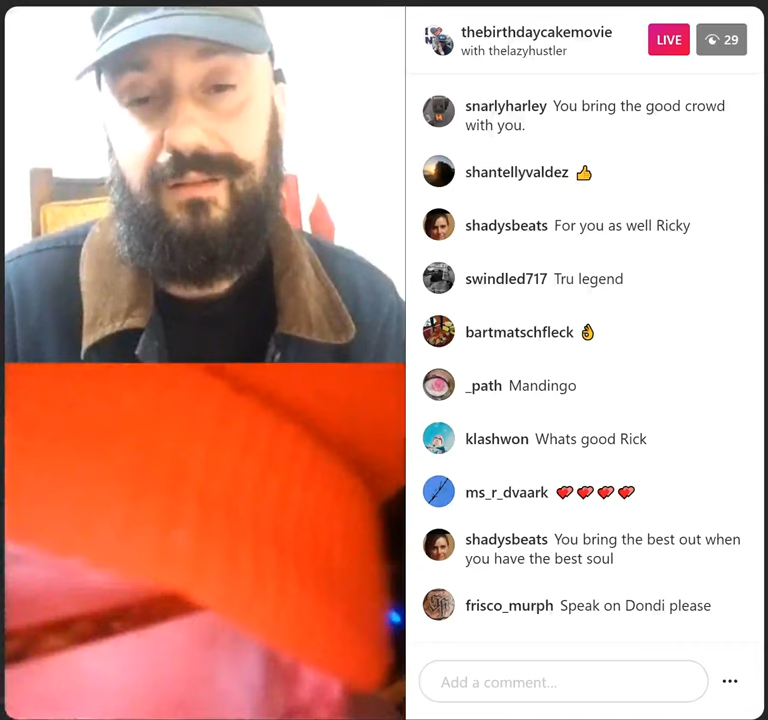 thebirthdaycakemovie
with thelazyhustler
LIVE
29
snarlyharley You bring the good crowd
with you.
shantellyvaldez 👍
shadysbeats For you as well Ricky
swindled717 Tru legend
bartmatschfleck 👌
_path Mandingo
klashwon Whats good Rick
ms_r_dvaark 💕💕💕💕
shadysbeats You bring the best out when
you have the best soul
frisco_murph Speak on Dondi please
Add a comment...